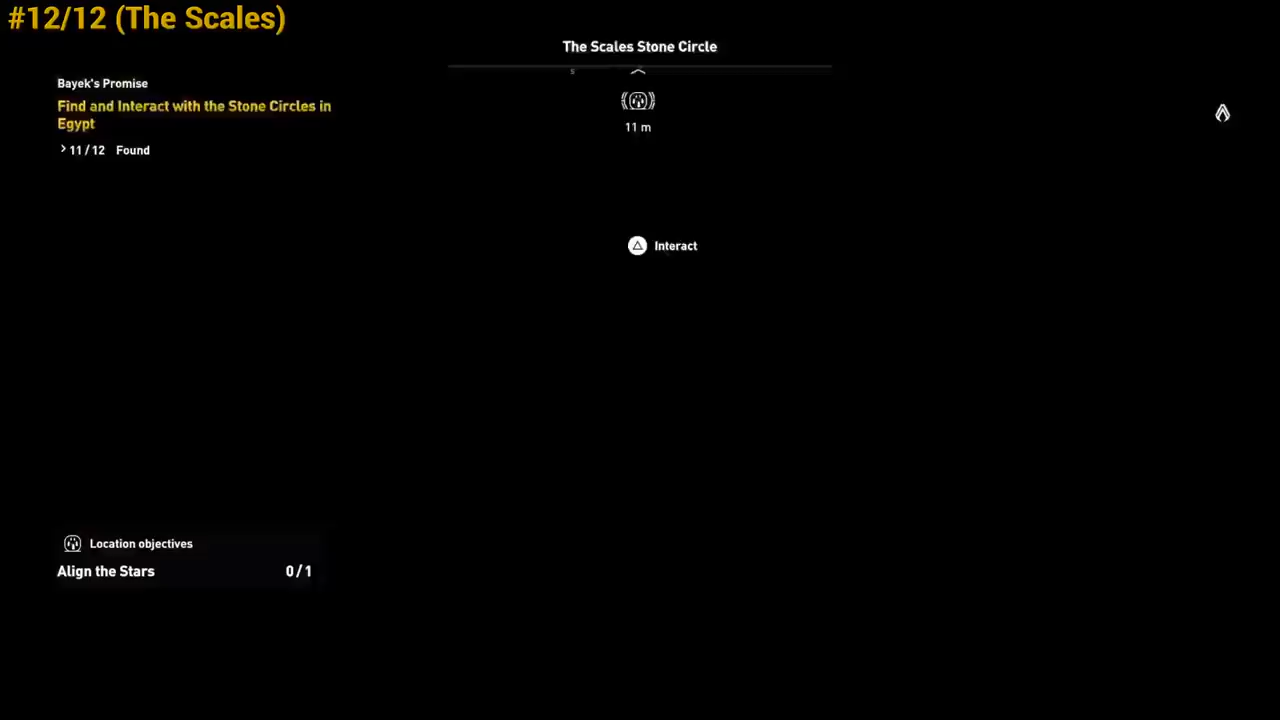 #12/12 (The Scales)
The Scales Stone Circle
S
Bayek's Promise
Find and Interact with the Stone Circles in
Egypt
11 m
> 11 / 12 Found
Interact
Location objectives
Align the Stars 0 / 1